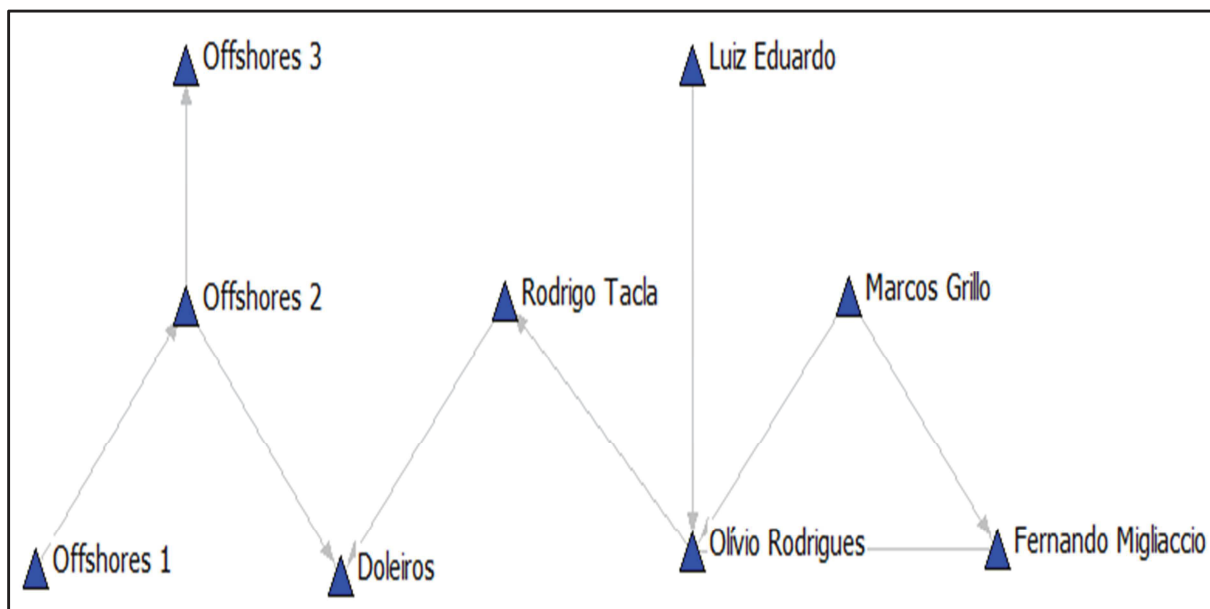 Offshores 3
Luiz Eduardo
Offshores 2
Rodrigo Tacla
Marcos Grillo
Offshores 1
Doleiros
Olívio Rodrigues
Fernando Migliaccio